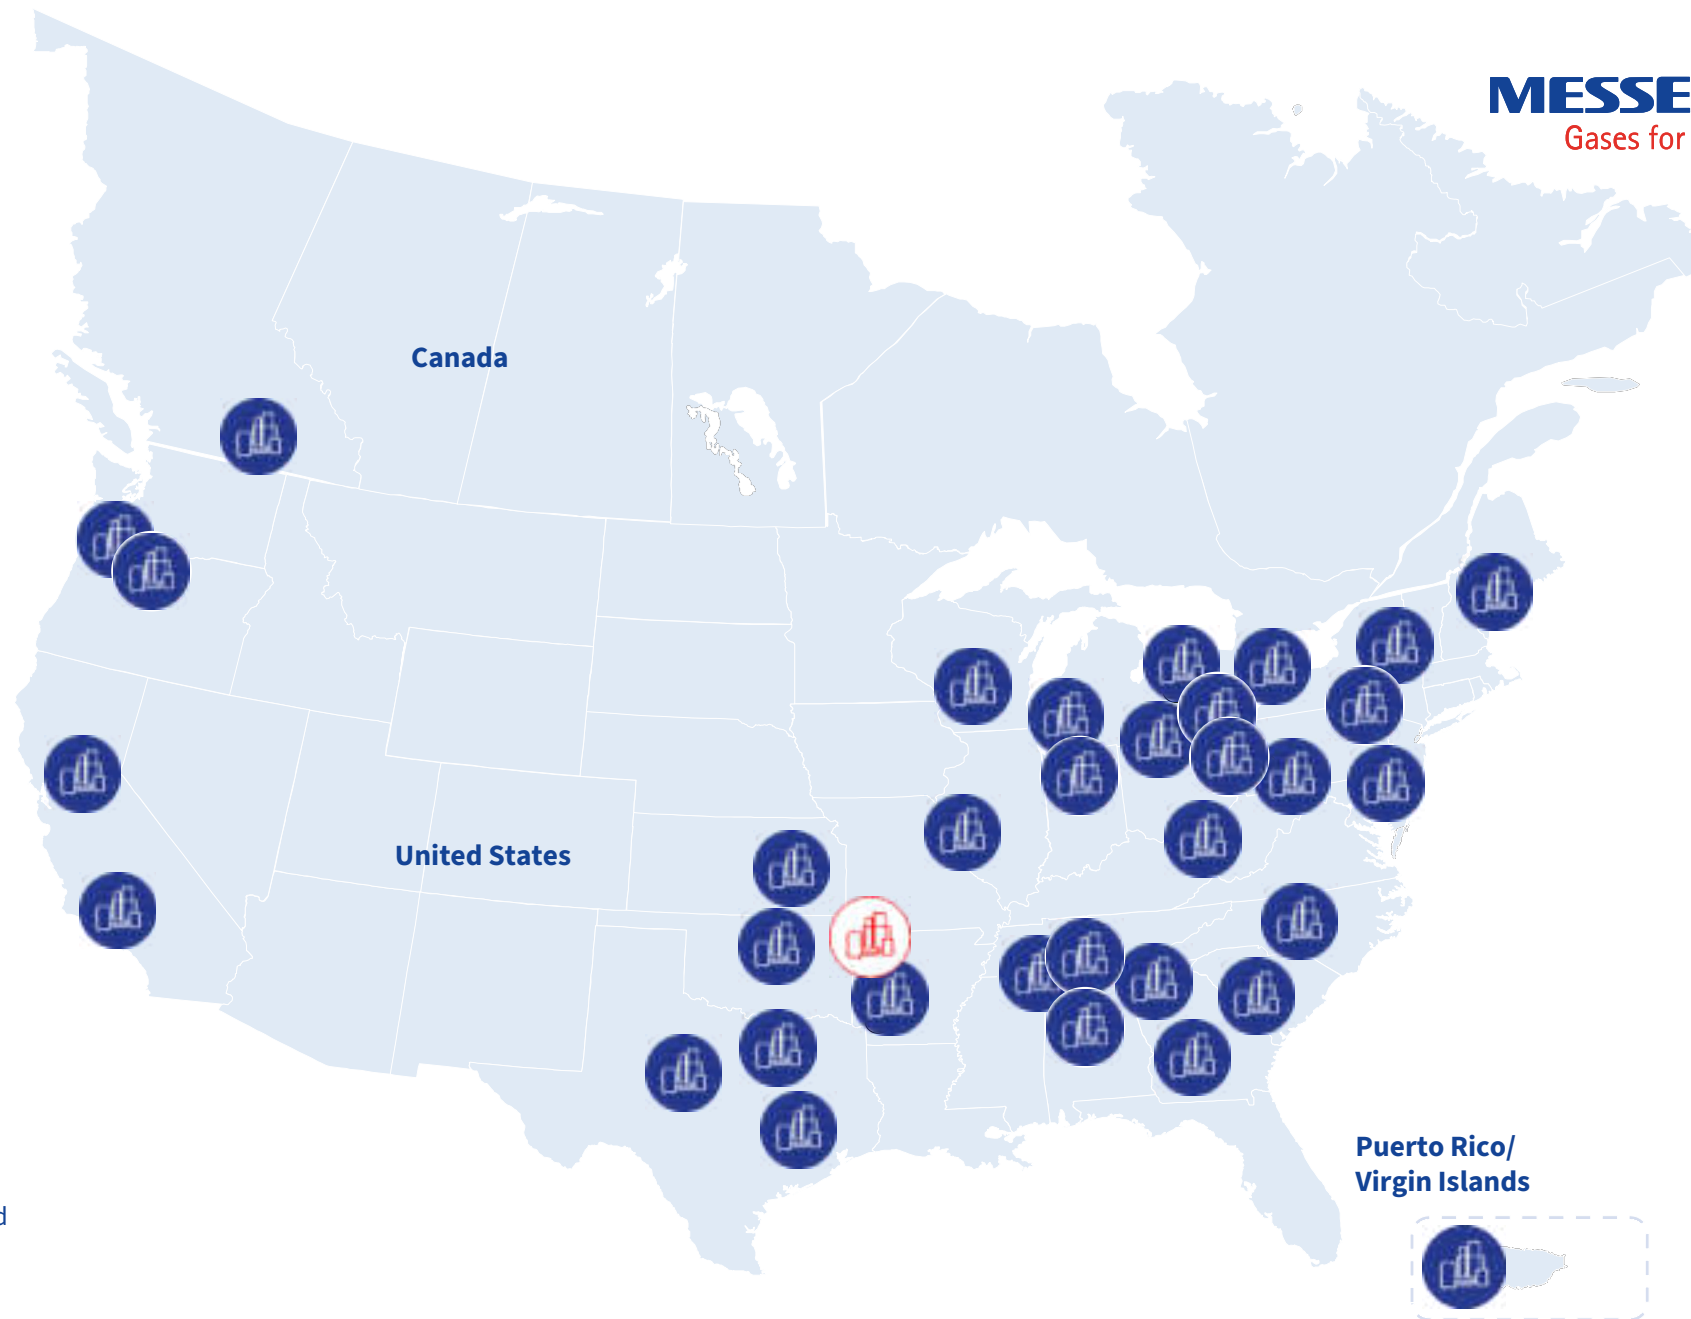 MESSE
Gases for
Canada
United States
Puerto Rico/
Virgin Islands
d